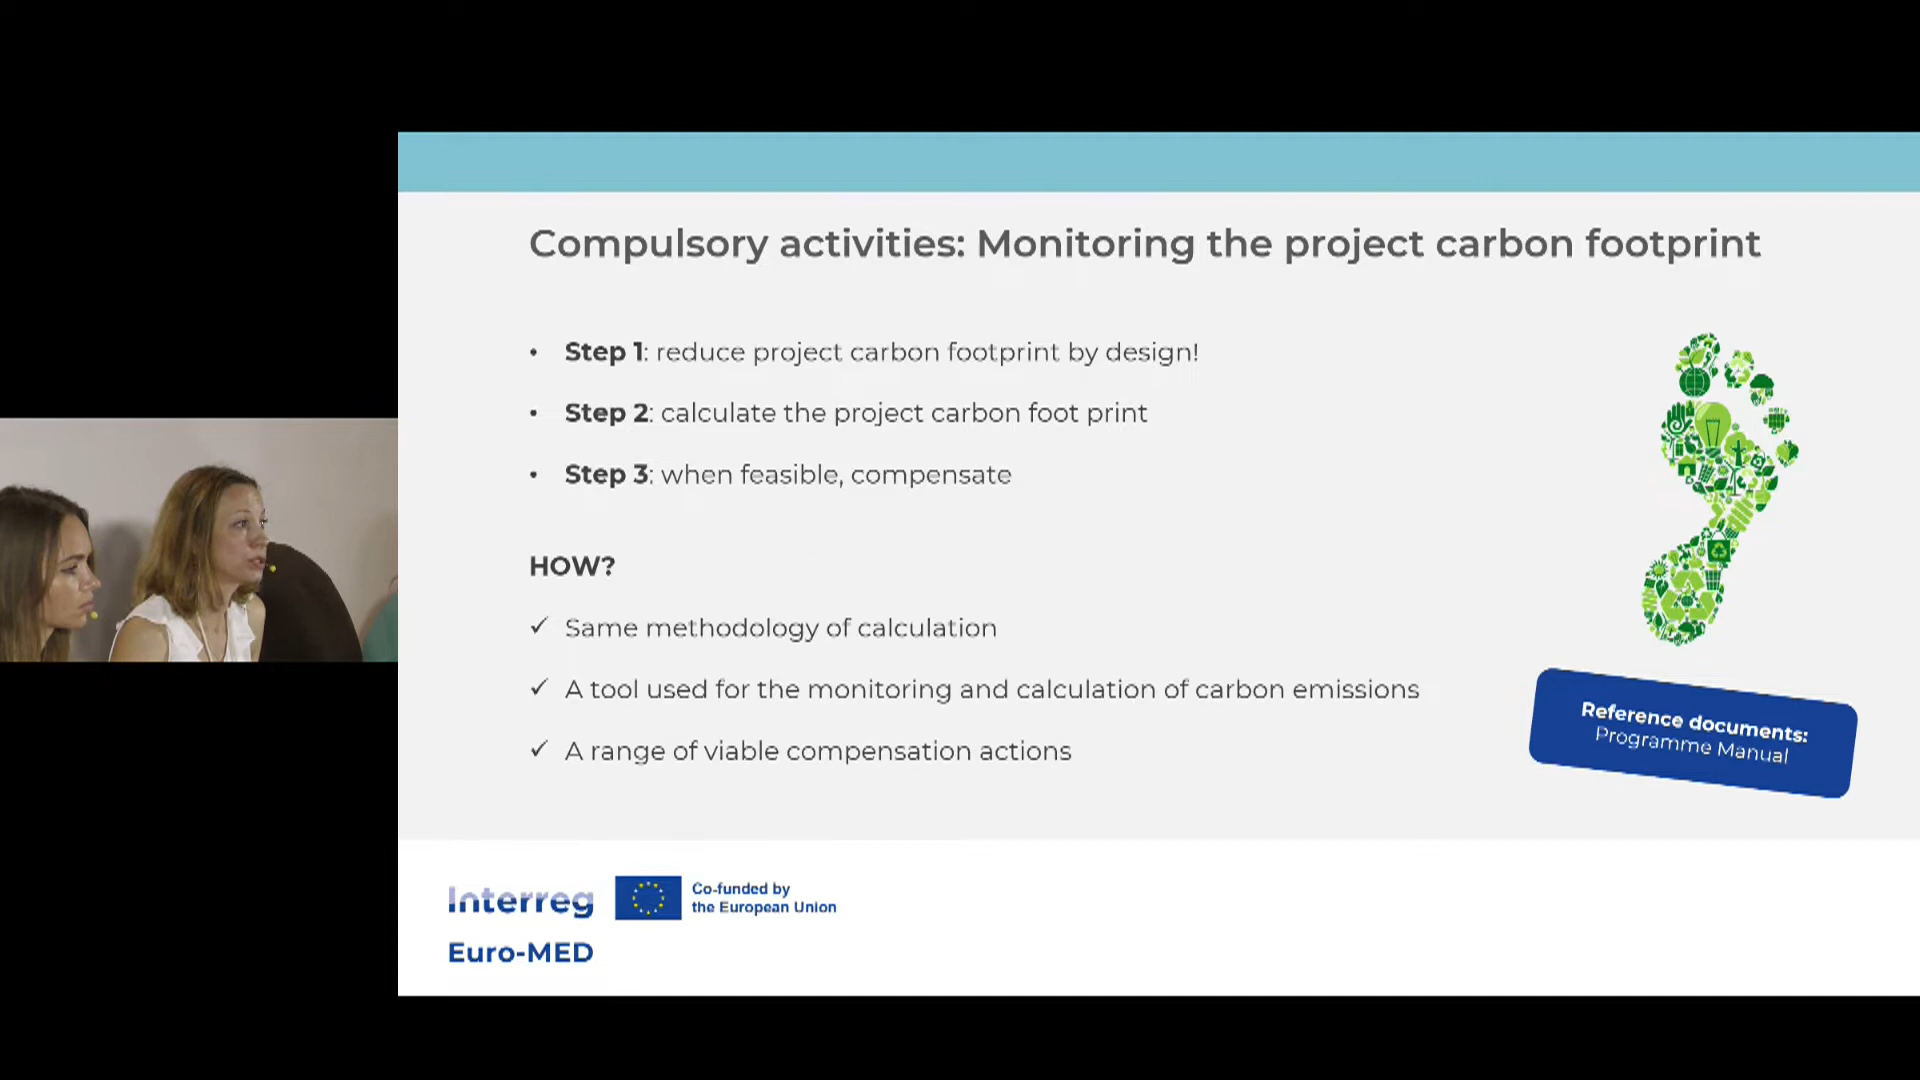 Compulsory activities: Monitoring the project carbon footprint
• Step 1: reduce project carbon footprint by design!
• Step 2: calculate the project carbon foot print
• Step 3: when feasible, compensate
HOW?
✓ Same methodology of calculation
✓ A tool used for the monitoring and calculation of carbon emissions
✓ A range of viable compensation actions
Reference documents:
Programme Manual
Interreg
Co-funded by
the European Union
Euro-MED